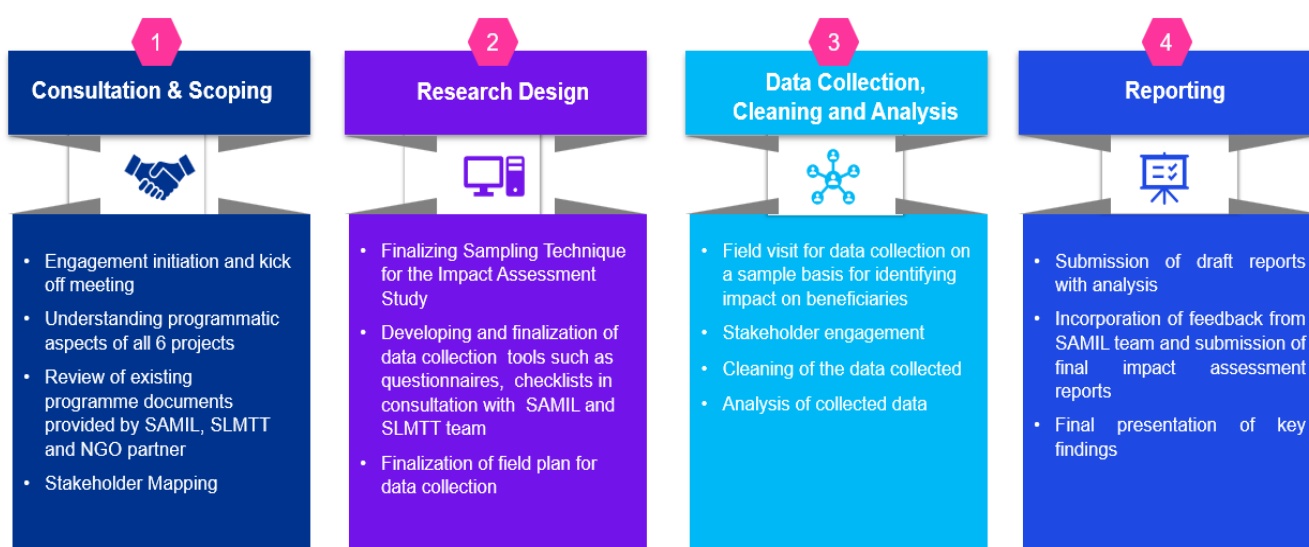 1
Consultation & Scoping
• Engagement initiation and kick
off meeting
• Understanding programmatic
aspects of all 6 projects
• Review of existing
programme documents
provided by SAMIL, SLMTT
and NGO partner
• Stakeholder Mapping
2
Research Design
• Finalizing Sampling Technique
for the Impact Assessment
Study
• Developing and finalization of
data collection tools such as
questionnaires, checklists in
consultation with SAMIL and
SLMTT team
• Finalization of field plan for
data collection
3
Data Collection,
Cleaning and Analysis
• Field visit for data collection on
a sample basis for identifying
impact on beneficiaries
• Stakeholder engagement
• Cleaning of the data collected
• Analysis of collected data
4
Reporting
• Submission of draft reports
with analysis
• Incorporation of feedback from
SAMIL team and submission of
final impact assessment
reports
• Final presentation of key
findings